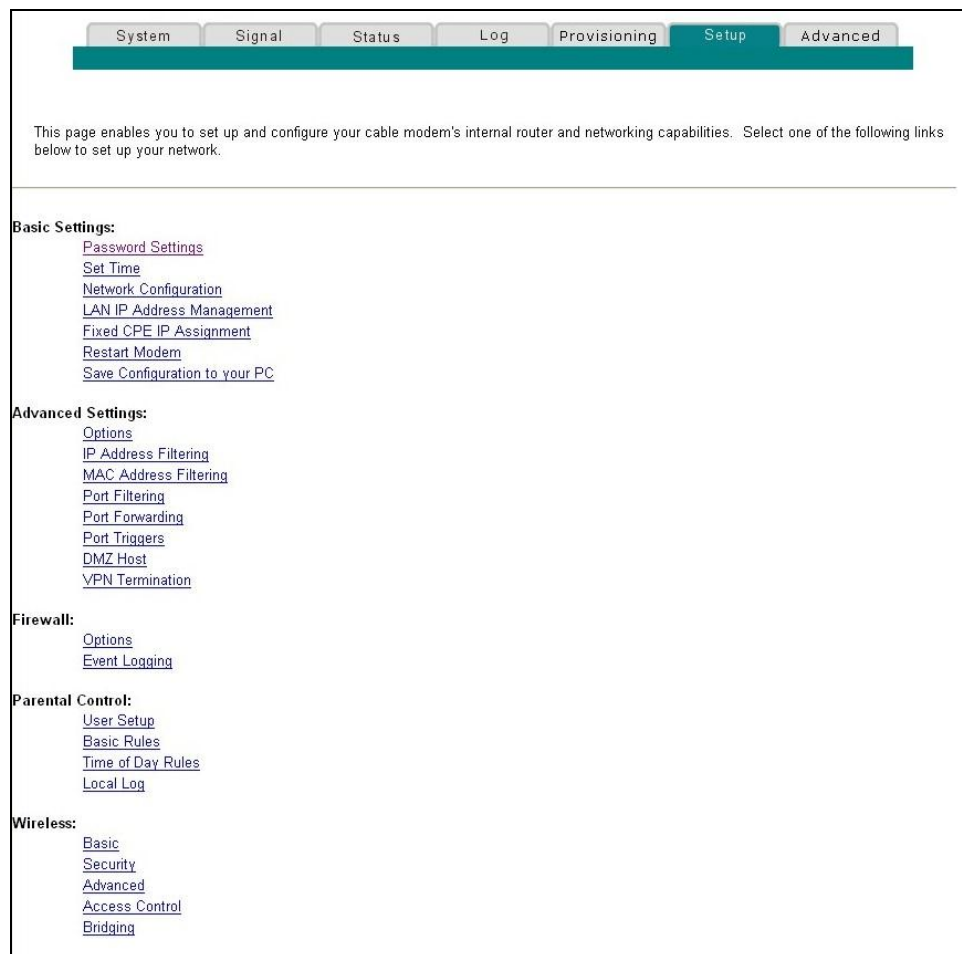 System Signal Status Log Provisioning Setup Advanced
This page enables you to set up and configure your cable modem's internal router and networking capabilities. Select one of the following links
below to set up your network.
Basic Settings:
Password Settings
Set Time
Network Configuration
LAN IP Address Management
Fixed CPE IP Assignment
Restart Modem
Save Configuration to your PC
Advanced Settings:
Options
IP Address Filtering
MAC Address Filtering
Port Filtering
Port Forwarding
Port Triggers
DMZ Host
VPN Termination
Firewall:
Options
Event Logging
Parental Control:
User Setup
Basic Rules
Time of Day Rules
Local Log
Wireless:
Basic
Security
Advanced
Access Control
Bridging